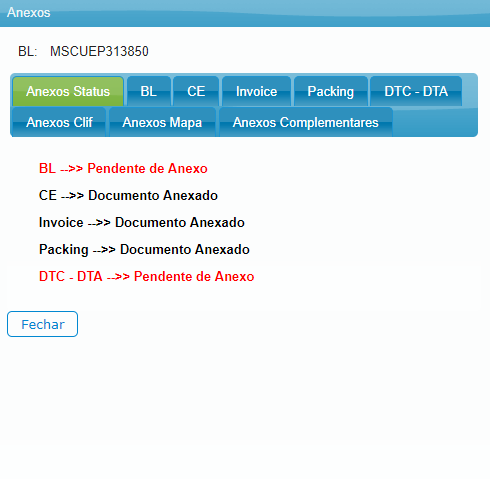 Anexos
BL: MSCUEP313850
Anexos Status BL CE Invoice Packing DTC - DTA
Anexos Clif Anexos Mapa Anexos Complementares
BL -->> Pendente de Anexo
CE -->> Documento Anexado
Invoice -->> Documento Anexado
Packing -->> Documento Anexado
DTC - DTA -->> Pendente de Anexo
Fechar